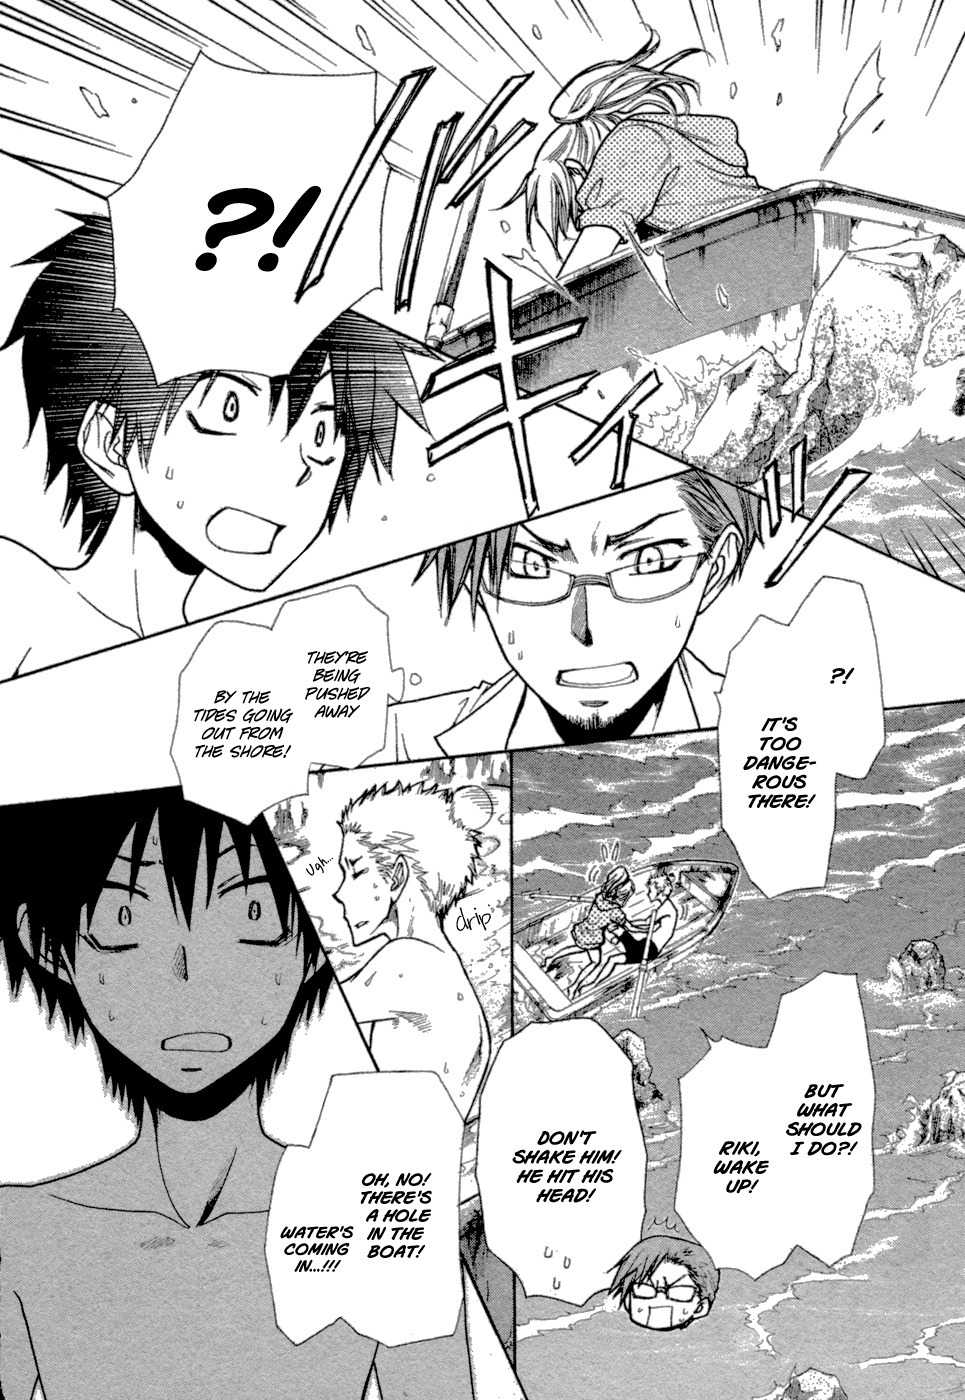 ?!
ドド
ギィ
ッ!!
?!
IT'S
TOO
DANGE-
ROUS
THERE!
THEY'RE
BEING
PUSHED
AWAY
BY THE
TIDES GOING
OUT FROM
THE SHORE!
Ugh...
drip
BUT
WHAT
SHOULD
I DO?!
RIKI,
WAKE
UP!
DON'T
SHAKE HIM!
HE HIT HIS
HEAD!
OH, NO!
THERE'S
A HOLE
IN THE
BOAT!
WATER'S
COMING
IN...!!!